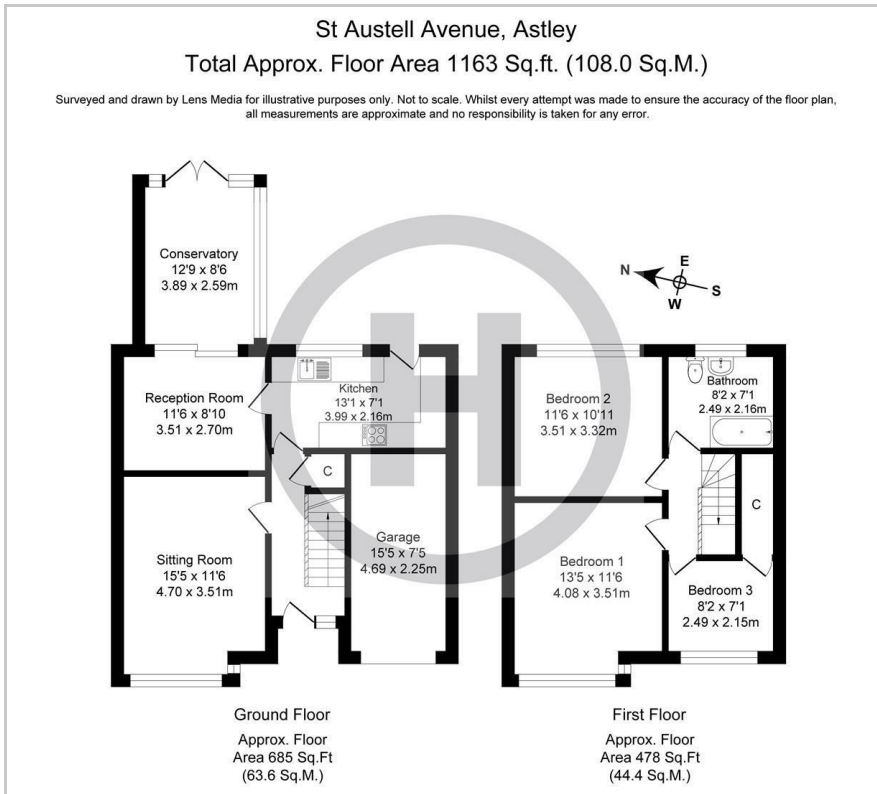 St Austell Avenue, Astley
Total Approx. Floor Area 1163 Sq.ft. (108.0 Sq.M.)
Surveyed and drawn by Lens Media for illustrative purposes only. Not to scale. Whilst every attempt was made to ensure the accuracy of the floor plan,
all measurements are approximate and no responsibility is taken for any error.
Conservatory
12'9 x 8'6
3.89 x 2.59m
N
E
S
W
Reception Room
11'6 x 8'10
3.51 x 2.70m
Kitchen
13'1 x 7'1
3.99 x 2.16m
C
Sitting Room
15'5 x 11'6
4.70 x 3.51m
Garage
15'5 x 7'5
4.69 x 2.25m
Bedroom 2
11'6 x 10'11
3.51 x 3.32m
Bathroom
8'2 x 7'1
2.49 x 2.16m
C
Bedroom 1
13'5 x 11'6
4.08 x 3.51m
Bedroom 3
8'2 x 7'1
2.49 x 2.15m
H
Ground Floor
Approx. Floor
Area 685 Sq.Ft
(63.6 Sq.M.)
First Floor
Approx. Floor
Area 478 Sq.Ft
(44.4 Sq.M.)